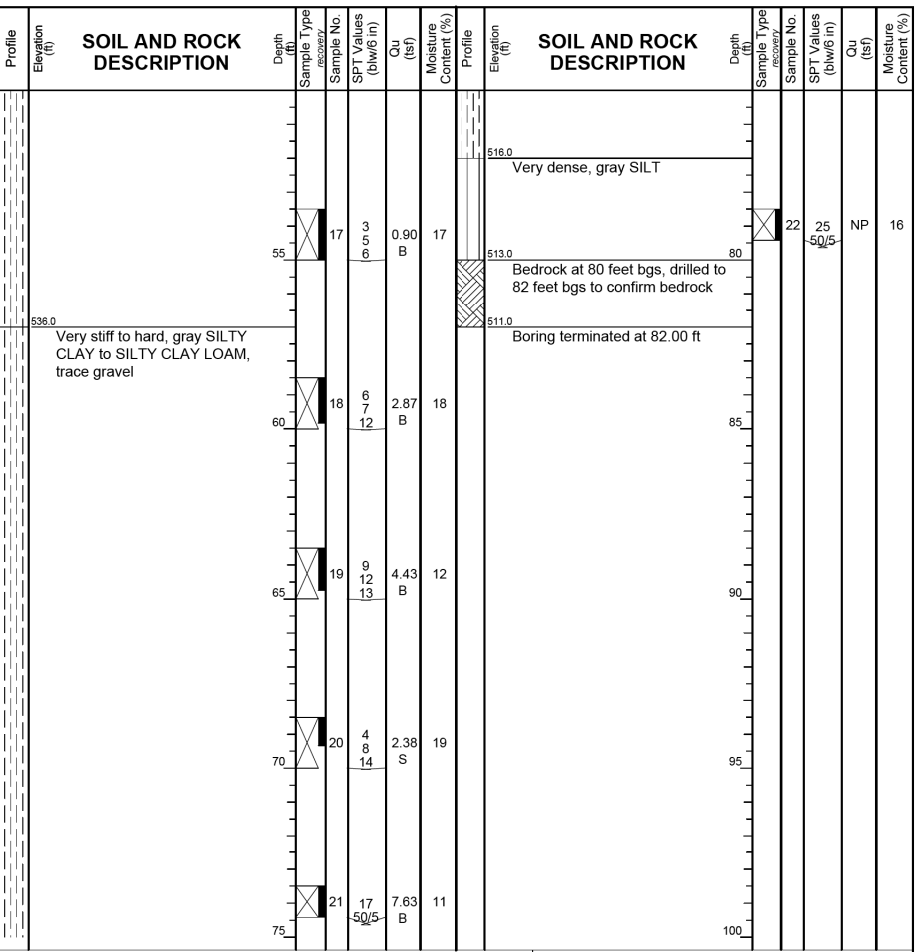 Profile
Elevation
(ft)
SOIL AND ROCK
DESCRIPTION
Depth
(ft)
Sample Type
recovery
Sample No.
SPT Values
(blw/6 in)
Qu
(tsf)
Moisture
Content (%)
55
17
3
5
6
0.90
B
17
536.0
Very stiff to hard, gray SILTY
CLAY to SILTY CLAY LOAM,
trace gravel
60
18
6
7
12
2.87
B
18
65
19
9
12
13
4.43
B
12
70
20
4
8
14
2.38
S
19
75
21
17
50/5
7.63
B
11
Profile
Elevation
(ft)
SOIL AND ROCK
DESCRIPTION
Depth
(ft)
Sample Type
recovery
Sample No.
SPT Values
(blw/6 in)
Qu
(tsf)
Moisture
Content (%)
516.0
Very dense, gray SILT
22
25
50/5
NP
16
513.0
80
Bedrock at 80 feet bgs, drilled to
82 feet bgs to confirm bedrock
511.0
Boring terminated at 82.00 ft
85
90
95
100